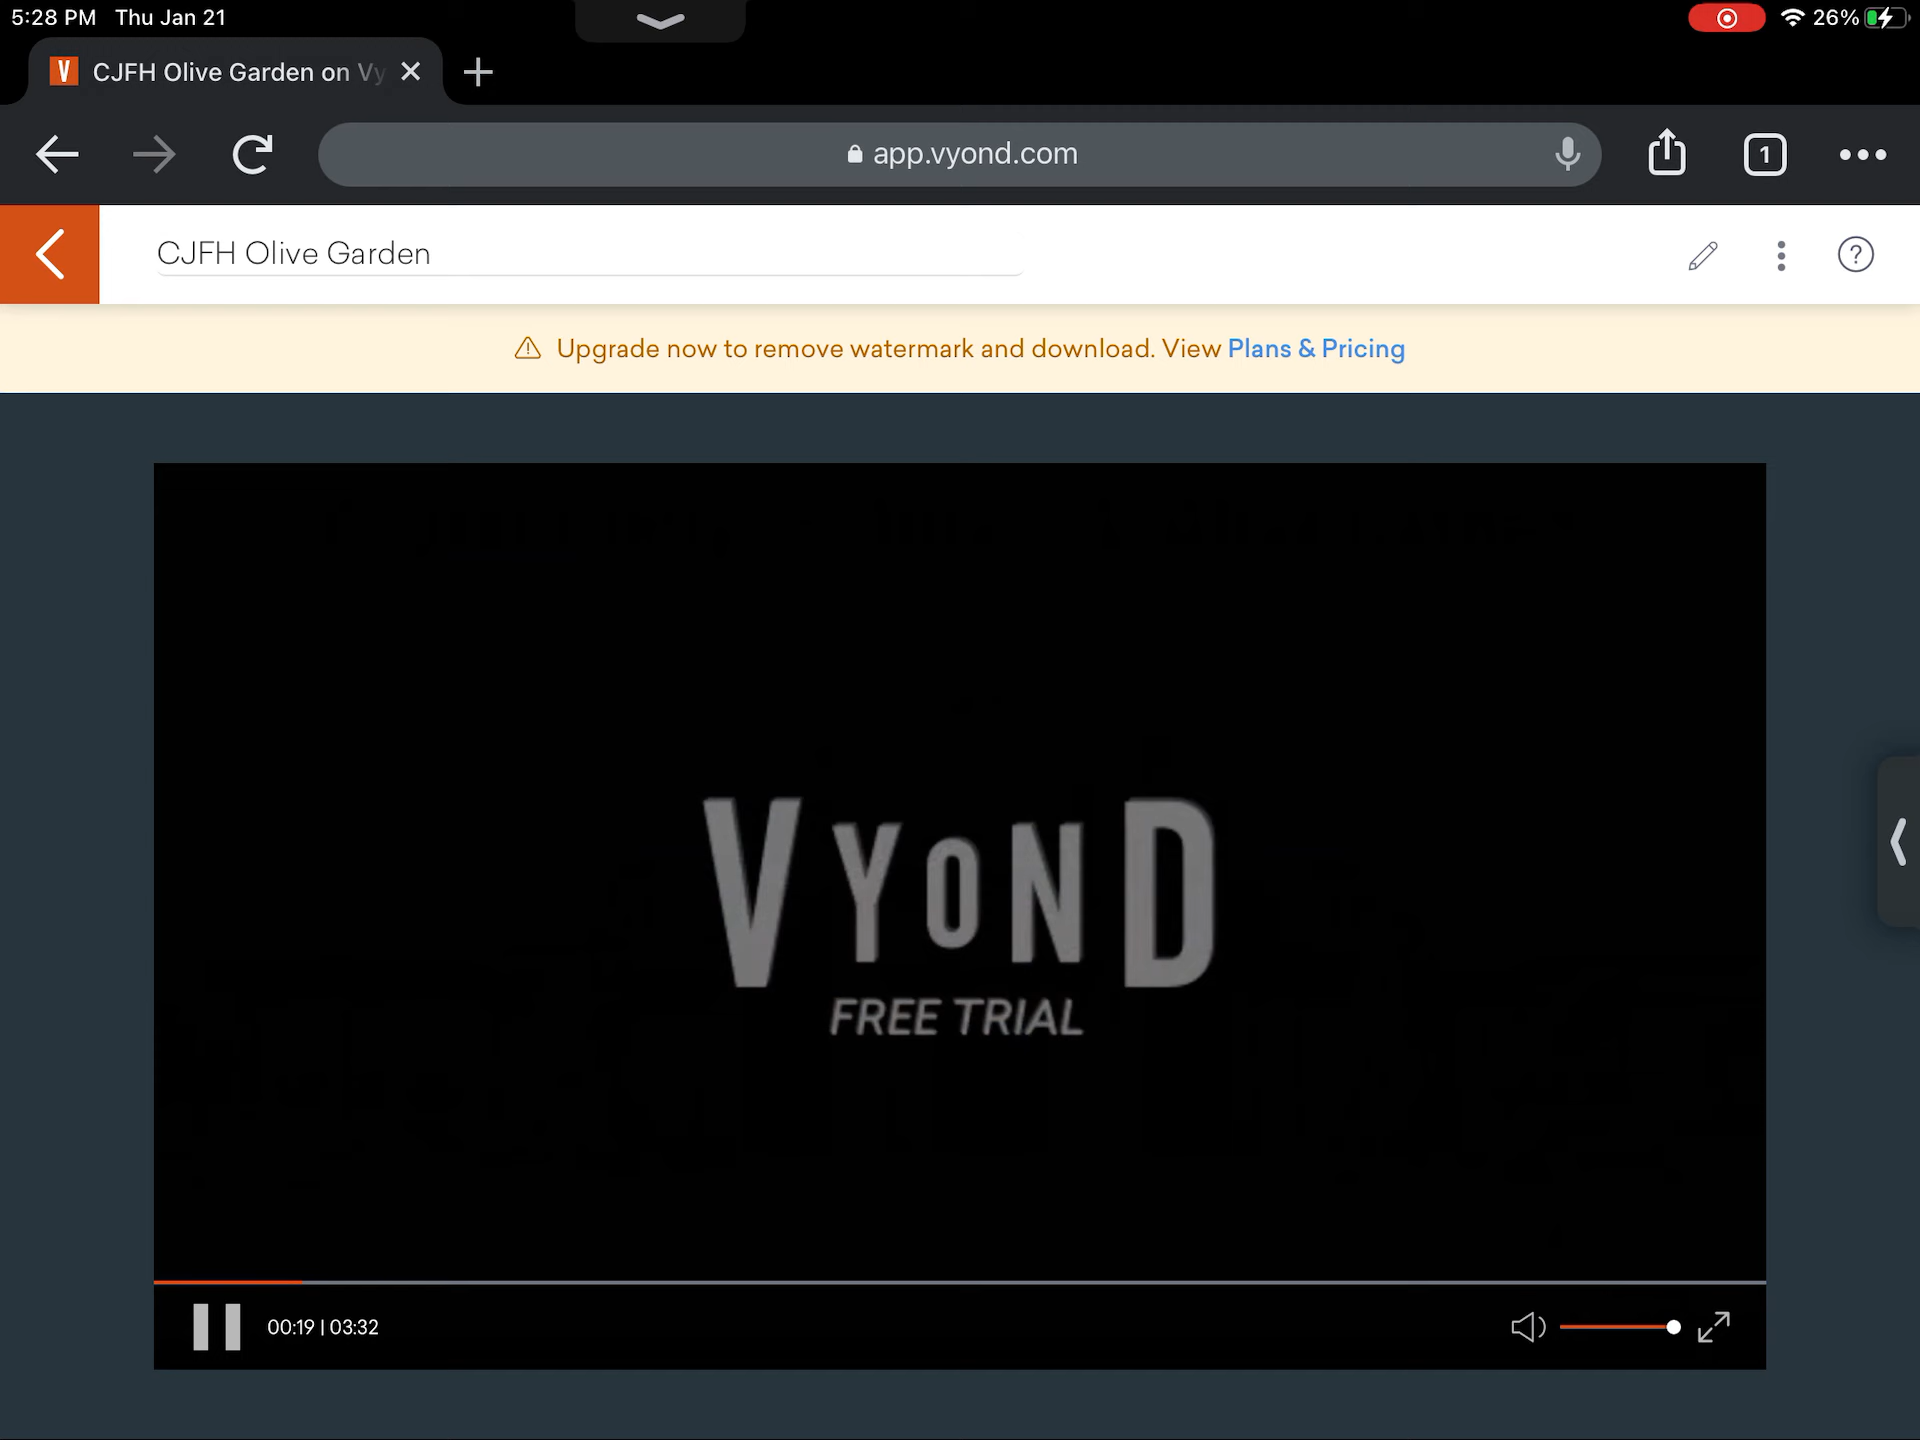 5:28 PM Thu Jan 21
26%
V CJFH Olive Garden on Vy
app.vyond.com
1
CJFH Olive Garden
?
Upgrade now to remove watermark and download. View Plans & Pricing
VYOND
FREE TRIAL
00:19 | 03:32